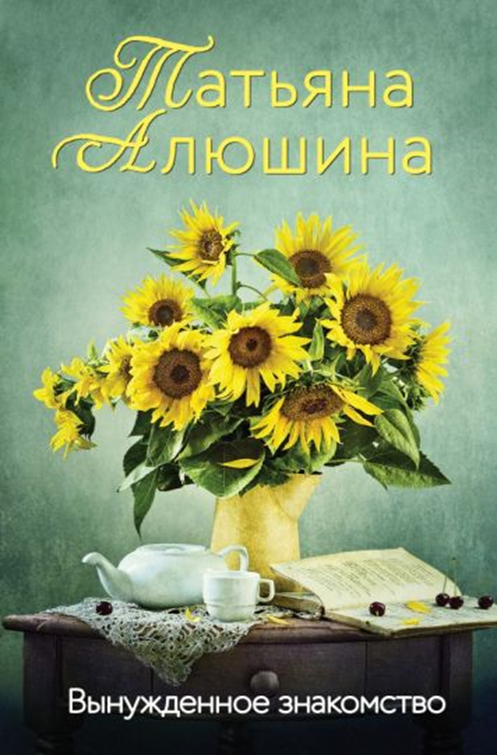 Татьяна
Алюшина
Вынужденное знакомство